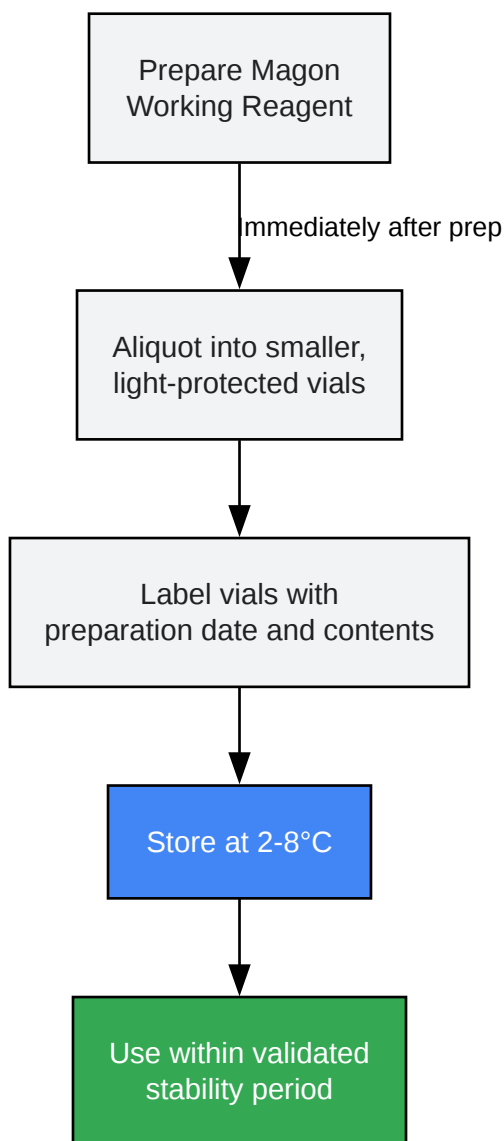 Prepare Magon
Working Reagent
Immediately after prep
Aliquot into smaller,
light-protected vials
Label vials with
preparation date and contents
Store at 2-8°C
Use within validated
stability period